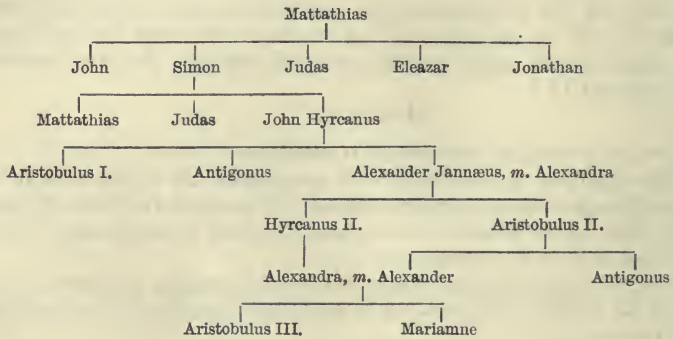 Mattathias
John Simon Judas Eleazar Jonathan
Mattathias Judas John Hyrcanus
Aristobulus I. Antigonus Alexander Jannæus, m. Alexandra
Hyrcanus II. Aristobulus II.
Alexandra, m. Alexander Antigonus
Aristobulus III. Mariamne